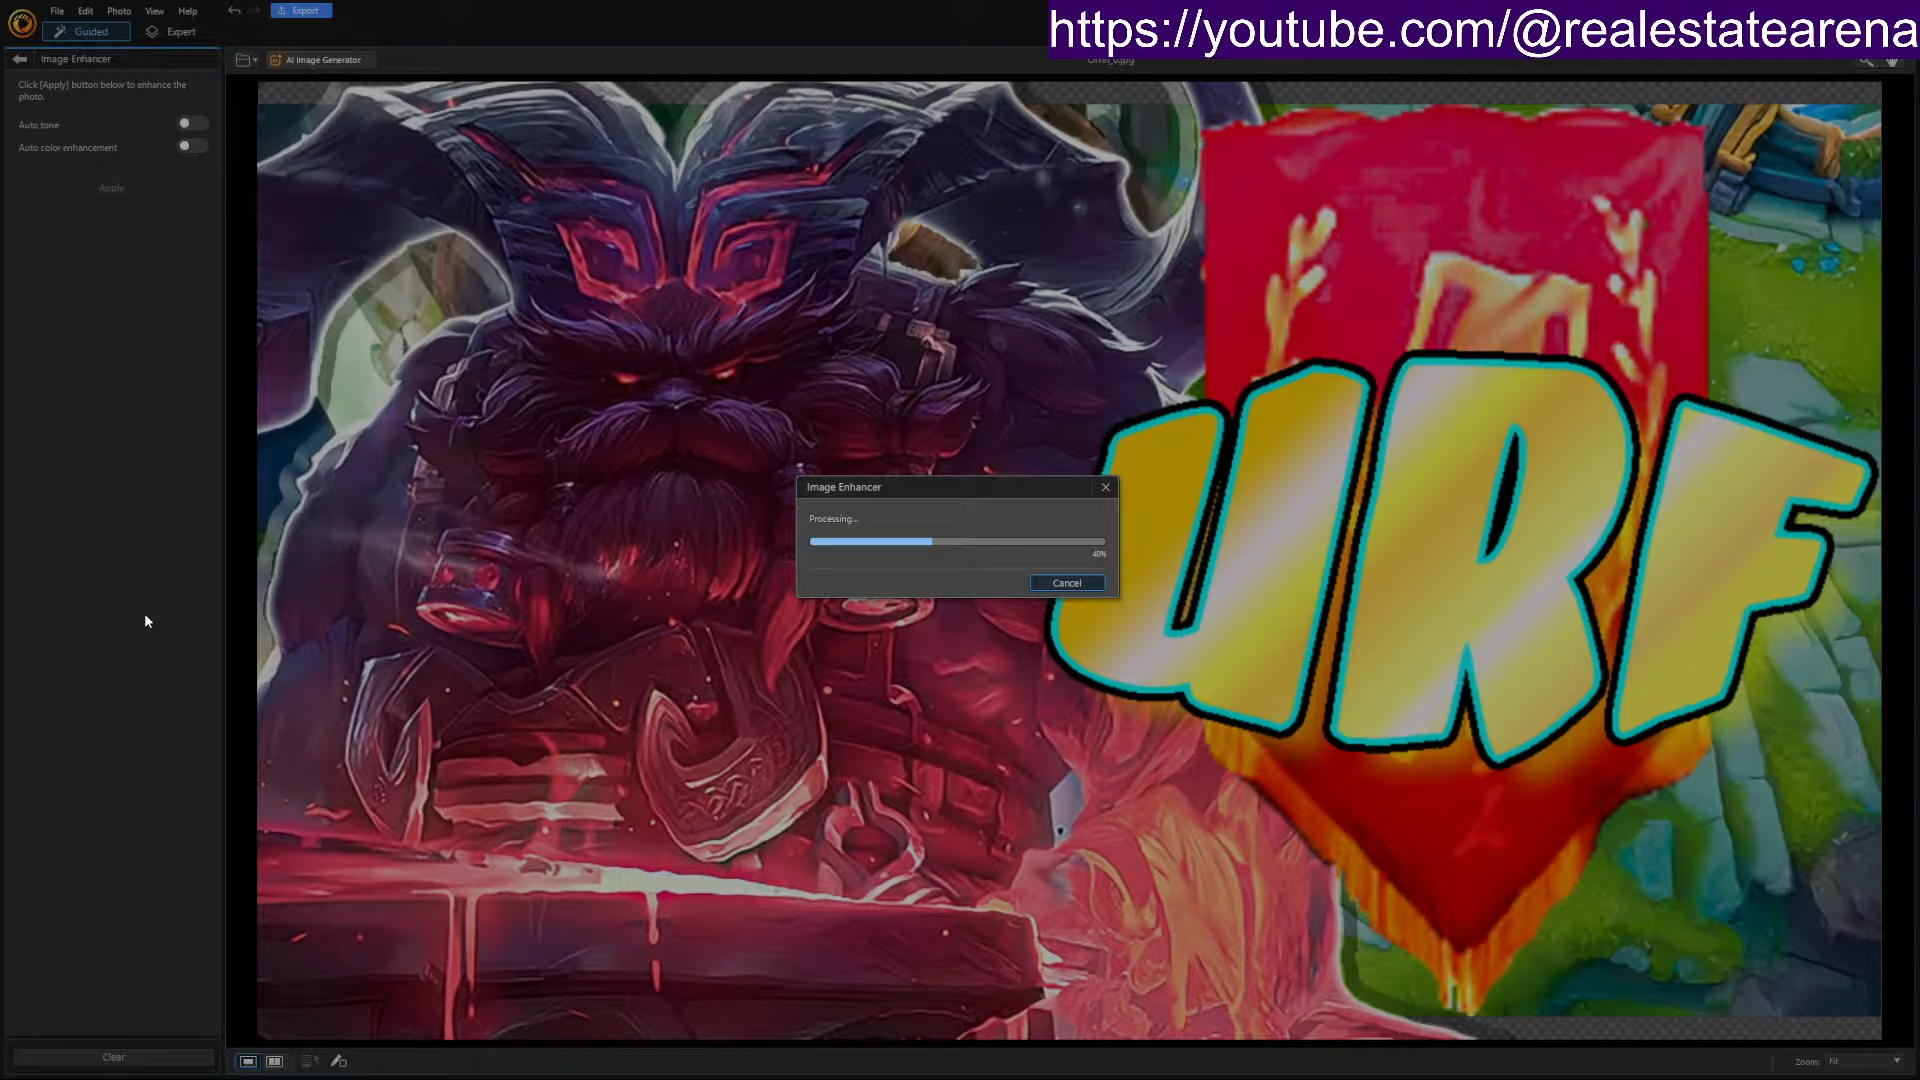 File Edit Photo View Help Export
https://youtube.com/@realestatearena
Guided Expert
Image Enhancer
AI Image Generator
Click [Apply] button below to enhance the
photo.
Auto tone
Auto color enhancement
Apply
URF
Image Enhancer
Processing...
40%
Cancel
Clear
Zoom: Fit